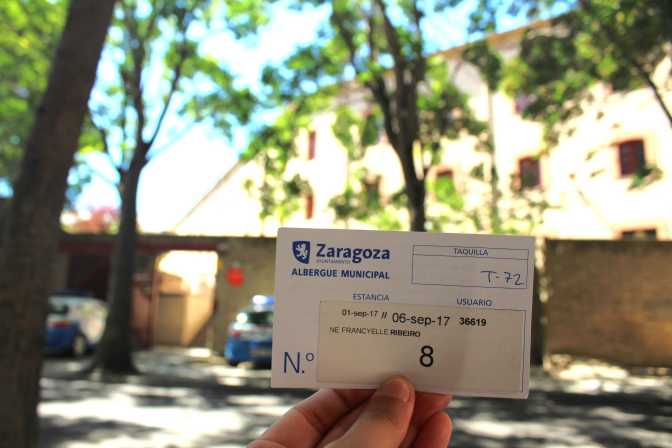 Zaragoza
AYUNTAMIENTO
ALBERGUE MUNICIPAL
TAQUILLA
T-72
ESTANCIA USUARIO
01-sep-17 // 06-sep-17 36619
NE FRANCYELLE RIBEIRO
N.º 8